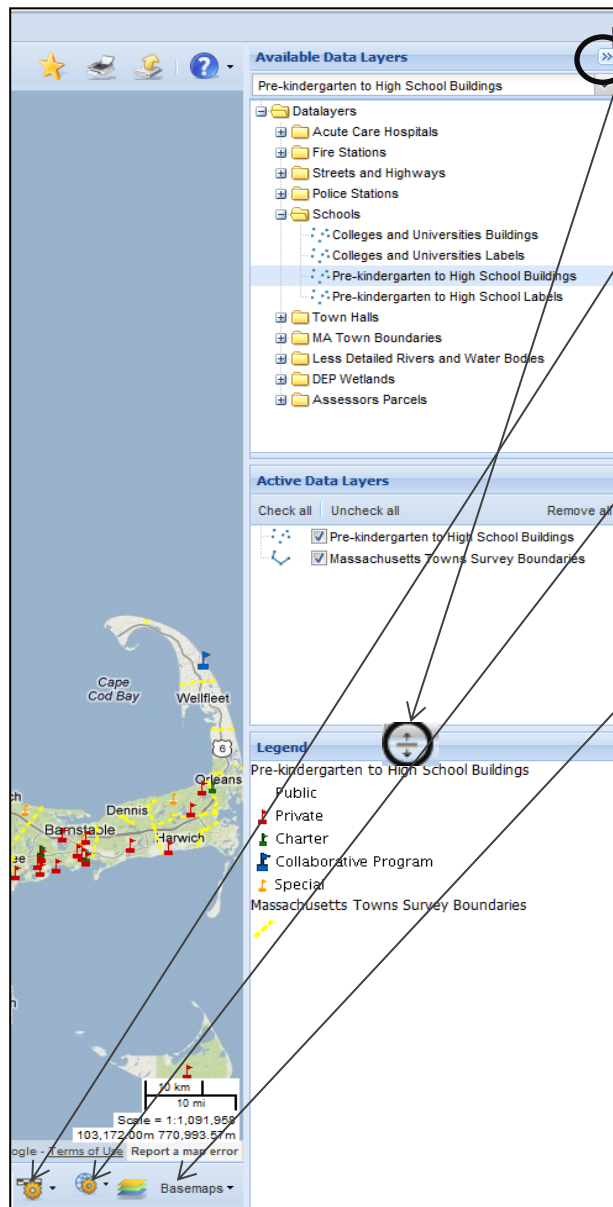 Available Data Layers
Pre-kindergarten to High School Buildings
Datalayers
Acute Care Hospitals
Fire Stations
Streets and Highways
Police Stations
Schools
Colleges and Universities Buildings
Colleges and Universities Labels
Pre-kindergarten to High School Buildings
Pre-kindergarten to High School Labels
Town Halls
MA Town Boundaries
Less Detailed Rivers and Water Bodies
DEP Wetlands
Assessors Parcels
Active Data Layers
Check all Uncheck all Remove all
Pre-kindergarten to High School Buildings
Massachusetts Towns Survey Boundaries
Legend
Pre-kindergarten to High School Buildings
Public
Private
Charter
Collaborative Program
Special
Massachusetts Towns Survey Boundaries
Cape
Cod Bay
Wellfleet
6
Orleans
Dennis
Barnstable
Harwich
10 km
10 mi
Scale = 1:1,091,958
103,172.00m 770,993.57m
ogle - Terms of Use Report a map error
Basemaps